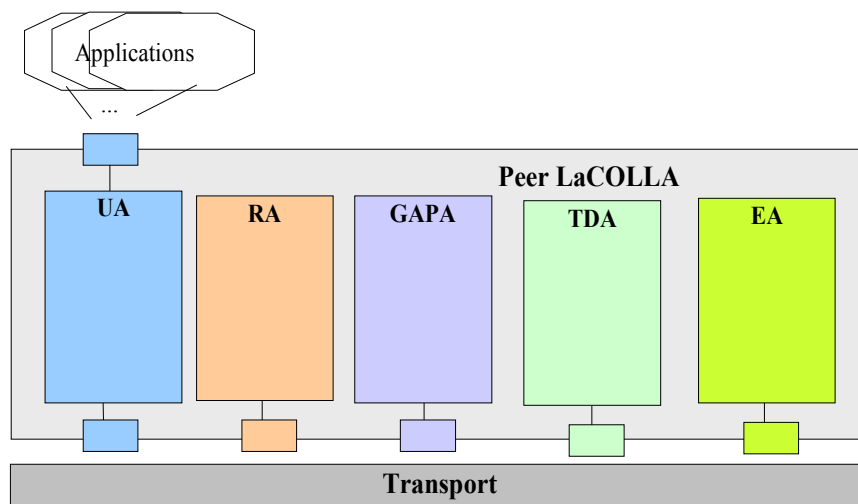 Applications
...
Peer LaCOLLA
UA
RA
GAPA
TDA
EA
Transport